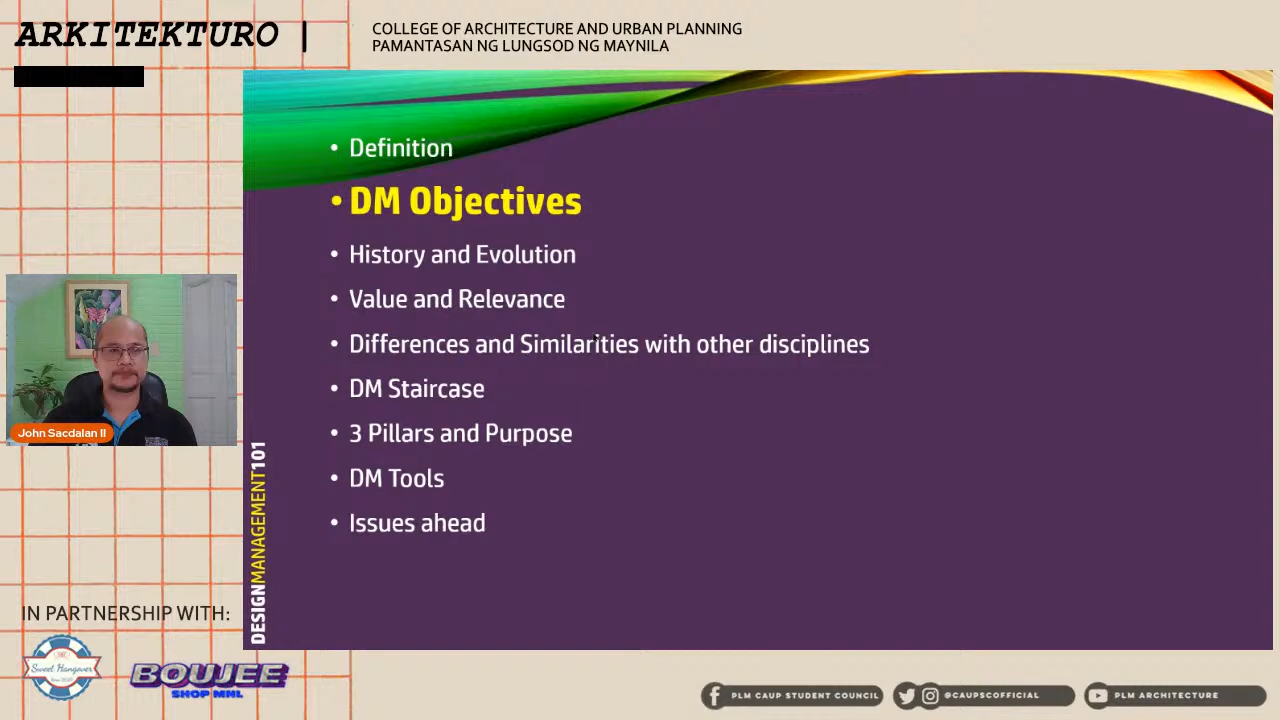 ARKITEKTURO |
COLLEGE OF ARCHITECTURE AND URBAN PLANNING
PAMANTASAN NG LUNGSOD NG MAYNILA
• Definition
• DM Objectives
• History and Evolution
• Value and Relevance
• Differences and Similarities with other disciplines
• DM Staircase
• 3 Pillars and Purpose
• DM Tools
• Issues ahead
DESIGNMANAGEMENT101
John Sacdalan II
IN PARTNERSHIP WITH:
Sweet Hangover
BOUJEE
SHOP MNL
PLM CAUP STUDENT COUNCIL
@CAUPSCOFFICIAL
PLM ARCHITECTURE